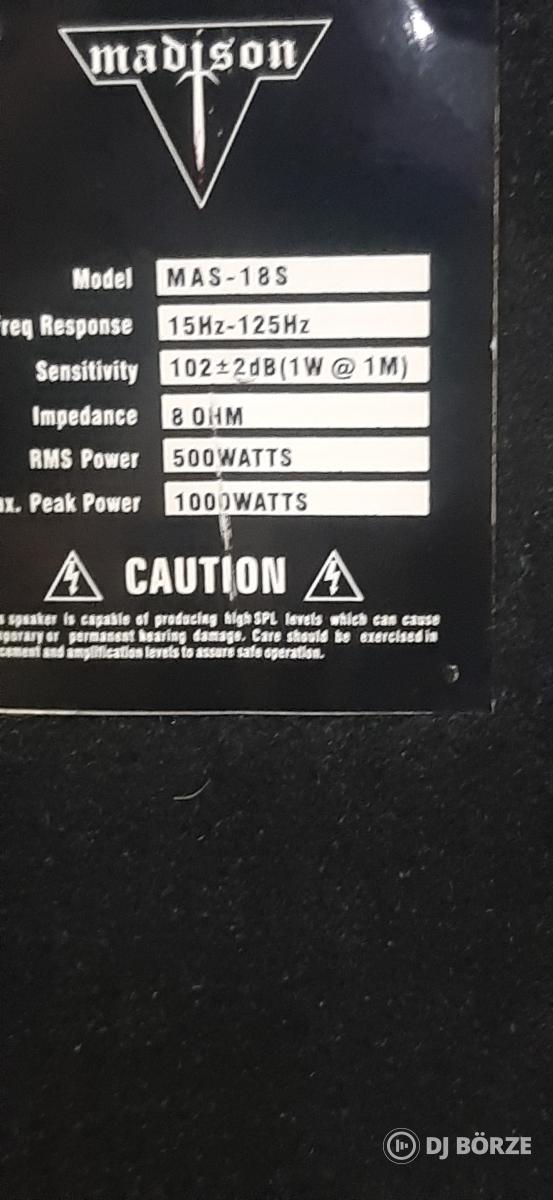 madison
Model MAS-18S
req Response 15Hz-125Hz
Sensitivity 102±2dB(1W @ 1M)
Impedance 8 OHM
RMS Power 500WATTS
ax. Peak Power 1000WATTS
CAUTION
s speaker is capable of producing high SPL levels which can cause
porary or permanent hearing damage. Care should be exercised in
cement and amplification levels to assure safe operation.
DJ BÖRZE